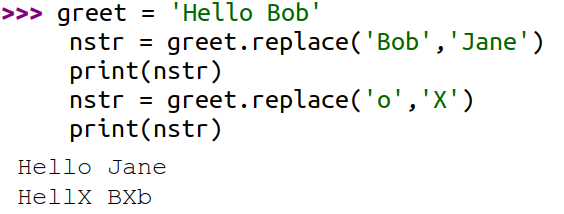 >>> greet = 'Hello Bob'
nstr = greet.replace('Bob','Jane')
print(nstr)
nstr = greet.replace('o','X')
print(nstr)
Hello Jane
HellX BXb